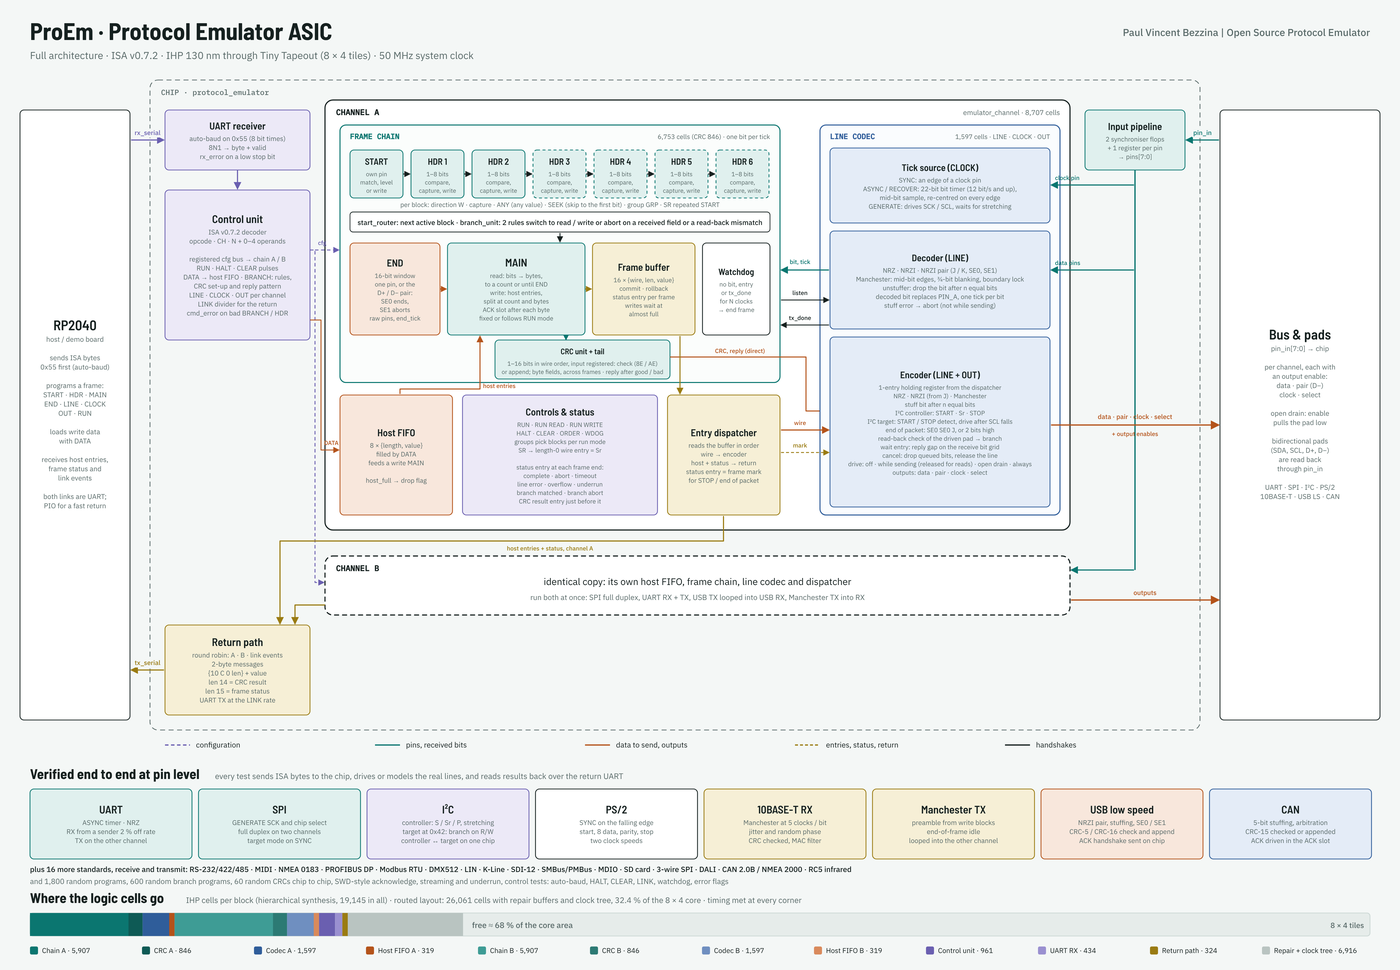 ProEm · Protocol Emulator ASIC
Paul Vincent Bezzina | Open Source Protocol Emulator
Full architecture · ISA v0.7.2 · IHP 130 nm through Tiny Tapeout (8 × 4 tiles) · 50 MHz system clock
CHIP · protocol_emulator
RP2040
host / demo board
sends ISA bytes
0x55 first (auto-baud)
programs a frame:
START · HDR · MAIN
END · LINE · CLOCK
OUT · RUN
loads write data
with DATA
receives host entries,
frame status and
link events
both links are UART;
PIO for a fast return
rx_serial
tx_serial
UART receiver
auto-baud on 0x55 (8 bit times)
8N1 → byte + valid
rx_error on a low stop bit
Control unit
ISA v0.7.2 decoder
opcode · CH · N + 0–4 operands
registered cfg bus → chain A / B
RUN · HALT · CLEAR pulses
DATA → host FIFO · BRANCH: rules,
CRC set-up and reply pattern
LINE · CLOCK · OUT per channel
LINK divider for the return
cmd_error on bad BRANCH / HDR
cfg
DATA
CHANNEL A
emulator_channel · 8,707 cells
FRAME CHAIN
6,753 cells (CRC 846) · one bit per tick
START
own pin
match, level
or write
HDR 1
1–8 bits
compare,
capture, write
HDR 2
1–8 bits
compare,
capture, write
HDR 3
1–8 bits
compare,
capture, write
HDR 4
1–8 bits
compare,
capture, write
HDR 5
1–8 bits
compare,
capture, write
HDR 6
1–8 bits
compare,
capture, write
per block: direction W · capture · ANY (any value) · SEEK (skip to the first bit) · group GRP · SR repeated START
start_router: next active block · branch_unit: 2 rules switch to read / write or abort on a received field or a read-back mismatch
END
16-bit window
one pin, or the
D+ / D– pair:
SE0 ends,
SE1 aborts
raw pins, end_tick
MAIN
read: bits → bytes,
to a count or until END
write: host entries,
split at count and bytes
ACK slot after each byte
fixed or follows RUN mode
Frame buffer
16 × (wire, len, value)
commit · rollback
status entry per frame
writes wait at
almost full
Watchdog
no bit, entry
or tx_done
for N clocks
→ end frame
CRC unit + tail
1–16 bits in wire order, input registered: check (8E / AE)
or append; byte fields, across frames · reply after good / bad
host entries
CRC, reply (direct)
Host FIFO
8 × (length, value)
filled by DATA
feeds a write MAIN
host_full → drop flag
Controls & status
RUN · RUN READ · RUN WRITE
HALT · CLEAR · ORDER · WDOG
groups pick blocks per run mode
SR → length-0 wire entry = Sr
status entry at each frame end:
complete · abort · timeout
line error · overflow · underrun
branch matched · branch abort
CRC result entry just before it
Entry dispatcher
reads the buffer in order
wire → encoder
host + status → return
status entry = frame mark
for STOP / end of packet
bit, tick
listen
tx_done
wire
mark
LINE CODEC
1,597 cells · LINE · CLOCK · OUT
Tick source (CLOCK)
SYNC: an edge of a clock pin
ASYNC / RECOVER: 22-bit bit timer (12 bit/s and up),
mid-bit sample, re-centred on every edge
GENERATE: drives SCK / SCL, waits for stretching
Decoder (LINE)
NRZ · NRZI · NRZI pair (J / K, SE0, SE1)
Manchester: mid-bit edges, ¾-bit blanking, boundary lock
unstuffer: drop the bit after n equal bits
decoded bit replaces PIN_A, one tick per bit
stuff error → abort (not while sending)
Encoder (LINE + OUT)
1-entry holding register from the dispatcher
NRZ · NRZI (from J) · Manchester
stuff bit after n equal bits
I²C controller: START · Sr · STOP
I²C target: START / STOP detect, drive after SCL falls
end of packet: SE0 SE0 J, or 2 bits high
read-back check of the driven pad → branch
wait entry: reply gap on the receive bit grid
cancel: drop queued bits, release the line
drive: off · while sending (released for reads) · open drain · always
outputs: data · pair · clock · select
clock pin
data pins
Input pipeline
2 synchroniser flops
+ 1 register per pin
→ pins[7:0]
pin_in
data · pair · clock · select
+ output enables
outputs
Bus & pads
pin_in[7:0] → chip
per channel, each with
an output enable:
data · pair (D–)
clock · select
open drain: enable
pulls the pad low
bidirectional pads
(SDA, SCL, D+, D–)
are read back
through pin_in
UART · SPI · I²C · PS/2
10BASE-T · USB LS · CAN
host entries + status, channel A
CHANNEL B
identical copy: its own host FIFO, frame chain, line codec and dispatcher
run both at once: SPI full duplex, UART RX + TX, USB TX looped into USB RX, Manchester TX into RX
Return path
round robin: A · B · link events
2-byte messages
(10 C 0 len) + value
len 14 = CRC result
len 15 = frame status
UART TX at the LINK rate
configuration
pins, received bits
data to send, outputs
entries, status, return
handshakes
Verified end to end at pin level
every test sends ISA bytes to the chip, drives or models the real lines, and reads results back over the return UART
UART
ASYNC timer · NRZ
RX from a sender 2 % off rate
TX on the other channel
SPI
GENERATE SCK and chip select
full duplex on two channels
target mode on SYNC
I²C
controller: S / Sr / P, stretching
target at 0x42: branch on R/W
controller ↔ target on one chip
PS/2
SYNC on the falling edge
start, 8 data, parity, stop
two clock speeds
10BASE-T RX
Manchester at 5 clocks / bit
jitter and random phase
CRC checked, MAC filter
Manchester TX
preamble from write blocks
end-of-frame idle
looped into the other channel
USB low speed
NRZI pair, stuffing, SE0 / SE1
CRC-5 / CRC-16 check and append
ACK handshake sent on chip
CAN
5-bit stuffing, arbitration
CRC-15 checked or appended
ACK driven in the ACK slot
plus 16 more standards, receive and transmit: RS-232/422/485 · MIDI · NMEA 0183 · PROFIBUS DP · Modbus RTU · DMX512 · LIN · K-Line · SDI-12 · SMBus/PMBus · MDIO · SD card · 3-wire SPI · DALI · CAN 2.0B / NMEA 2000 · RC5 infrared
and 1,800 random programs, 600 random branch programs, 60 random CRCs chip to chip, SWD-style acknowledge, streaming and underrun, control tests: auto-baud, HALT, CLEAR, LINK, watchdog, error flags
Where the logic cells go
IHP cells per block (hierarchical synthesis, 19,145 in all) · routed layout: 26,061 cells with repair buffers and clock tree, 32.4 % of the 8 × 4 core · timing met at every corner
free ≈ 68 % of the core area
8 × 4 tiles
Chain A · 5,907
CRC A · 846
Codec A · 1,597
Host FIFO A · 319
Chain B · 5,907
CRC B · 846
Codec B · 1,597
Host FIFO B · 319
Control unit · 961
UART RX · 434
Return path · 324
Repair + clock tree · 6,916